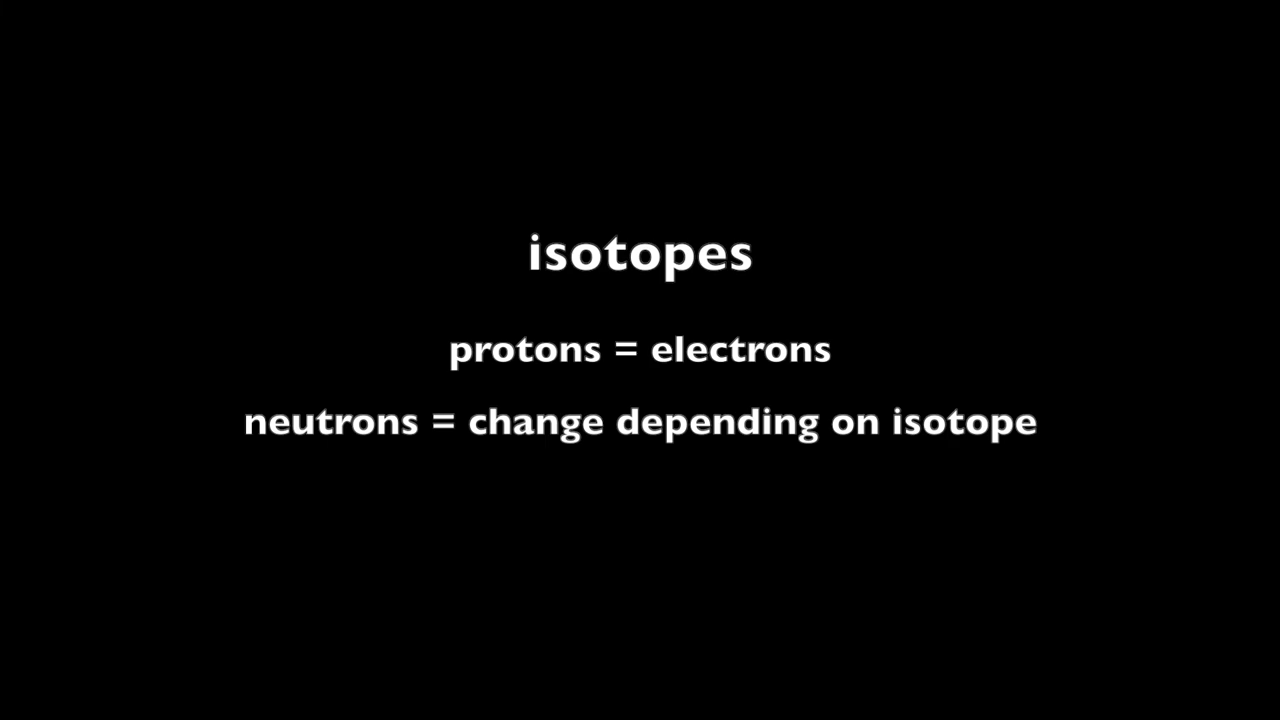 isotopes
protons = electrons
neutrons = change depending on isotope